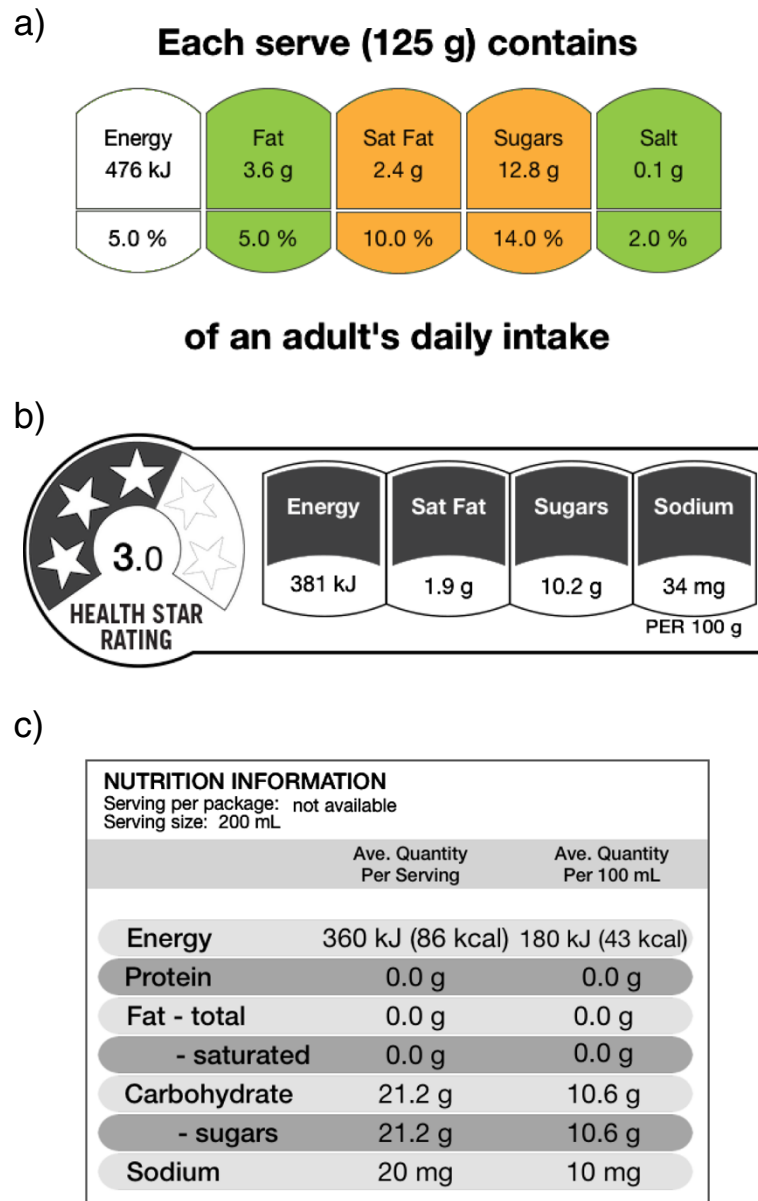 a)
Each serve (125 g) contains
Energy Fat Sat Fat Sugars Salt
476 kJ 3.6 g 2.4 g 12.8 g 0.1 g
5.0 % 5.0 % 10.0 % 14.0 % 2.0 %
of an adult's daily intake
b)
3.0
HEALTH STAR
RATING
Energy Sat Fat Sugars Sodium
381 kJ 1.9 g 10.2 g 34 mg
PER 100 g
c)
NUTRITION INFORMATION
Serving per package: not available
Serving size: 200 mL
Ave. Quantity Ave. Quantity
Per Serving Per 100 mL
Energy 360 kJ (86 kcal) 180 kJ (43 kcal)
Protein 0.0 g 0.0 g
Fat - total 0.0 g 0.0 g
- saturated 0.0 g 0.0 g
Carbohydrate 21.2 g 10.6 g
- sugars 21.2 g 10.6 g
Sodium 20 mg 10 mg